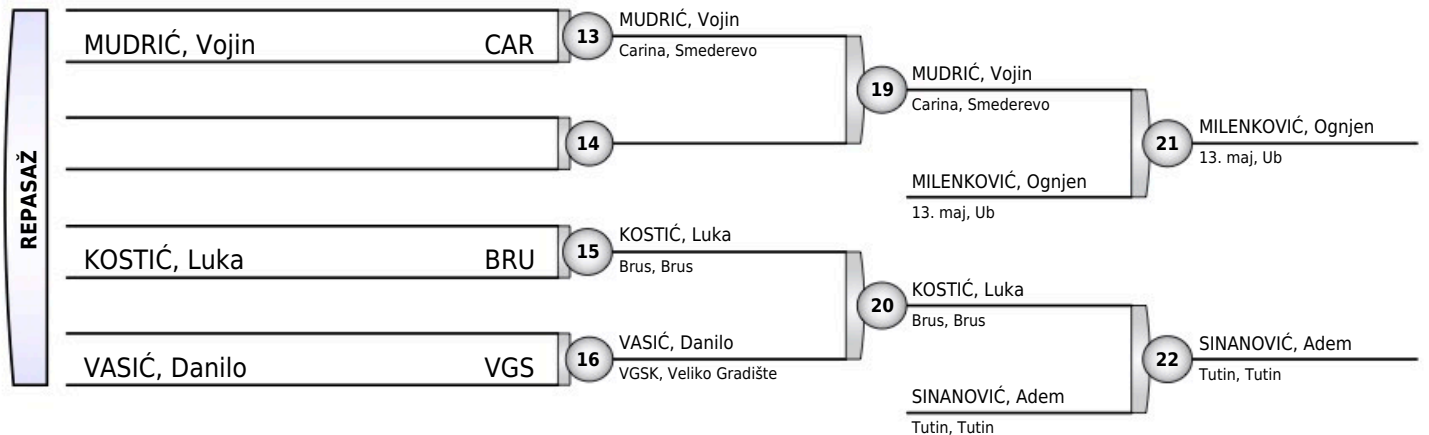 REPASAŽ
MUDRIĆ, Vojin CAR
13
MUDRIĆ, Vojin
Carina, Smederevo
19
MUDRIĆ, Vojin
Carina, Smederevo
14
21
MILENKOVIĆ, Ognjen
13. maj, Ub
MILENKOVIĆ, Ognjen
13. maj, Ub
KOSTIĆ, Luka BRU
15
KOSTIĆ, Luka
Brus, Brus
20
KOSTIĆ, Luka
Brus, Brus
VASIĆ, Danilo VGS
16
VASIĆ, Danilo
VGSK, Veliko Gradište
22
SINANOVIĆ, Adem
Tutin, Tutin
SINANOVIĆ, Adem
Tutin, Tutin